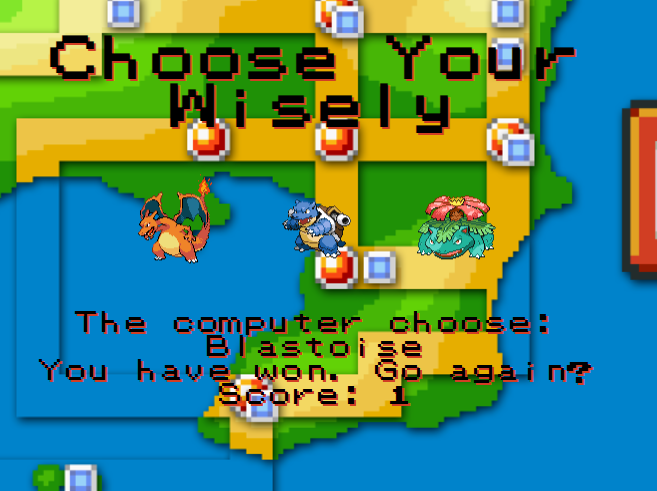 Choose Your
Wisely
The computer choose:
Blastoise
You have won. Go again?
Score: 1